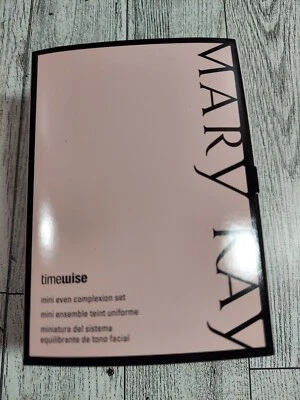 MARY KAY
timewise
mini even complexion set
mini ensemble teint uniforme
miniatura del sistema
equilibrante de tono facial